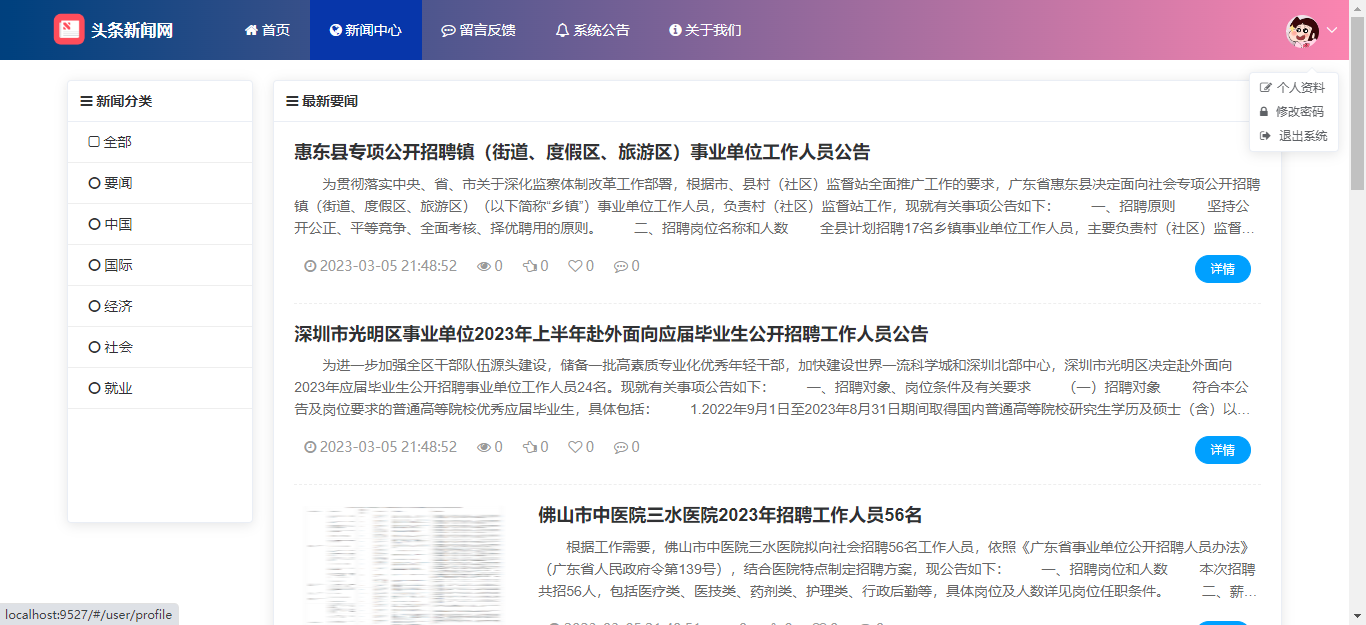 头条新闻网
首页
新闻中心
留言反馈
系统公告
关于我们
个人资料
修改密码
退出系统
新闻分类
全部
要闻
中国
国际
经济
社会
就业
最新要闻
惠东县专项公开招聘镇（街道、度假区、旅游区）事业单位工作人员公告
为贯彻落实中央、省、市关于深化监察体制改革工作部署，根据市、县村（社区）监督站全面推广工作的要求，广东省惠东县决定面向社会专项公开招聘
镇（街道、度假区、旅游区）（以下简称“乡镇”）事业单位工作人员，负责村（社区）监督站工作，现就有关事项公告如下： 一、招聘原则 坚持公
开公正、平等竞争、全面考核、择优聘用的原则。 二、招聘岗位名称和人数 全县计划招聘17名乡镇事业单位工作人员，主要负责村（社区）监督…
2023-03-05 21:48:52 0 0 0 0
详情
深圳市光明区事业单位2023年上半年赴外面向应届毕业生公开招聘工作人员公告
为进一步加强全区干部队伍源头建设，储备一批高素质专业化优秀年轻干部，加快建设世界一流科学城和深圳北部中心，深圳市光明区决定赴外面向
2023年应届毕业生公开招聘事业单位工作人员24名。现就有关事项公告如下： 一、招聘对象、岗位条件及有关要求 （一）招聘对象 符合本公
告及岗位要求的普通高等院校优秀应届毕业生，具体包括： 1.2022年9月1日至2023年8月31日期间取得国内普通高等院校研究生学历及硕士（含）以…
2023-03-05 21:48:52 0 0 0 0
详情
佛山市中医院三水医院2023年招聘工作人员56名
根据工作需要，佛山市中医院三水医院拟向社会招聘56名工作人员，依照《广东省事业单位公开招聘人员办法》
（广东省人民政府令第139号），结合医院特点制定招聘方案，现公告如下： 一、招聘岗位和人数 本次招聘
共招56人，包括医疗类、医技类、药剂类、护理类、行政后勤等，具体岗位及人数详见岗位任职条件。 二、薪…
localhost:9527/#/user/profile